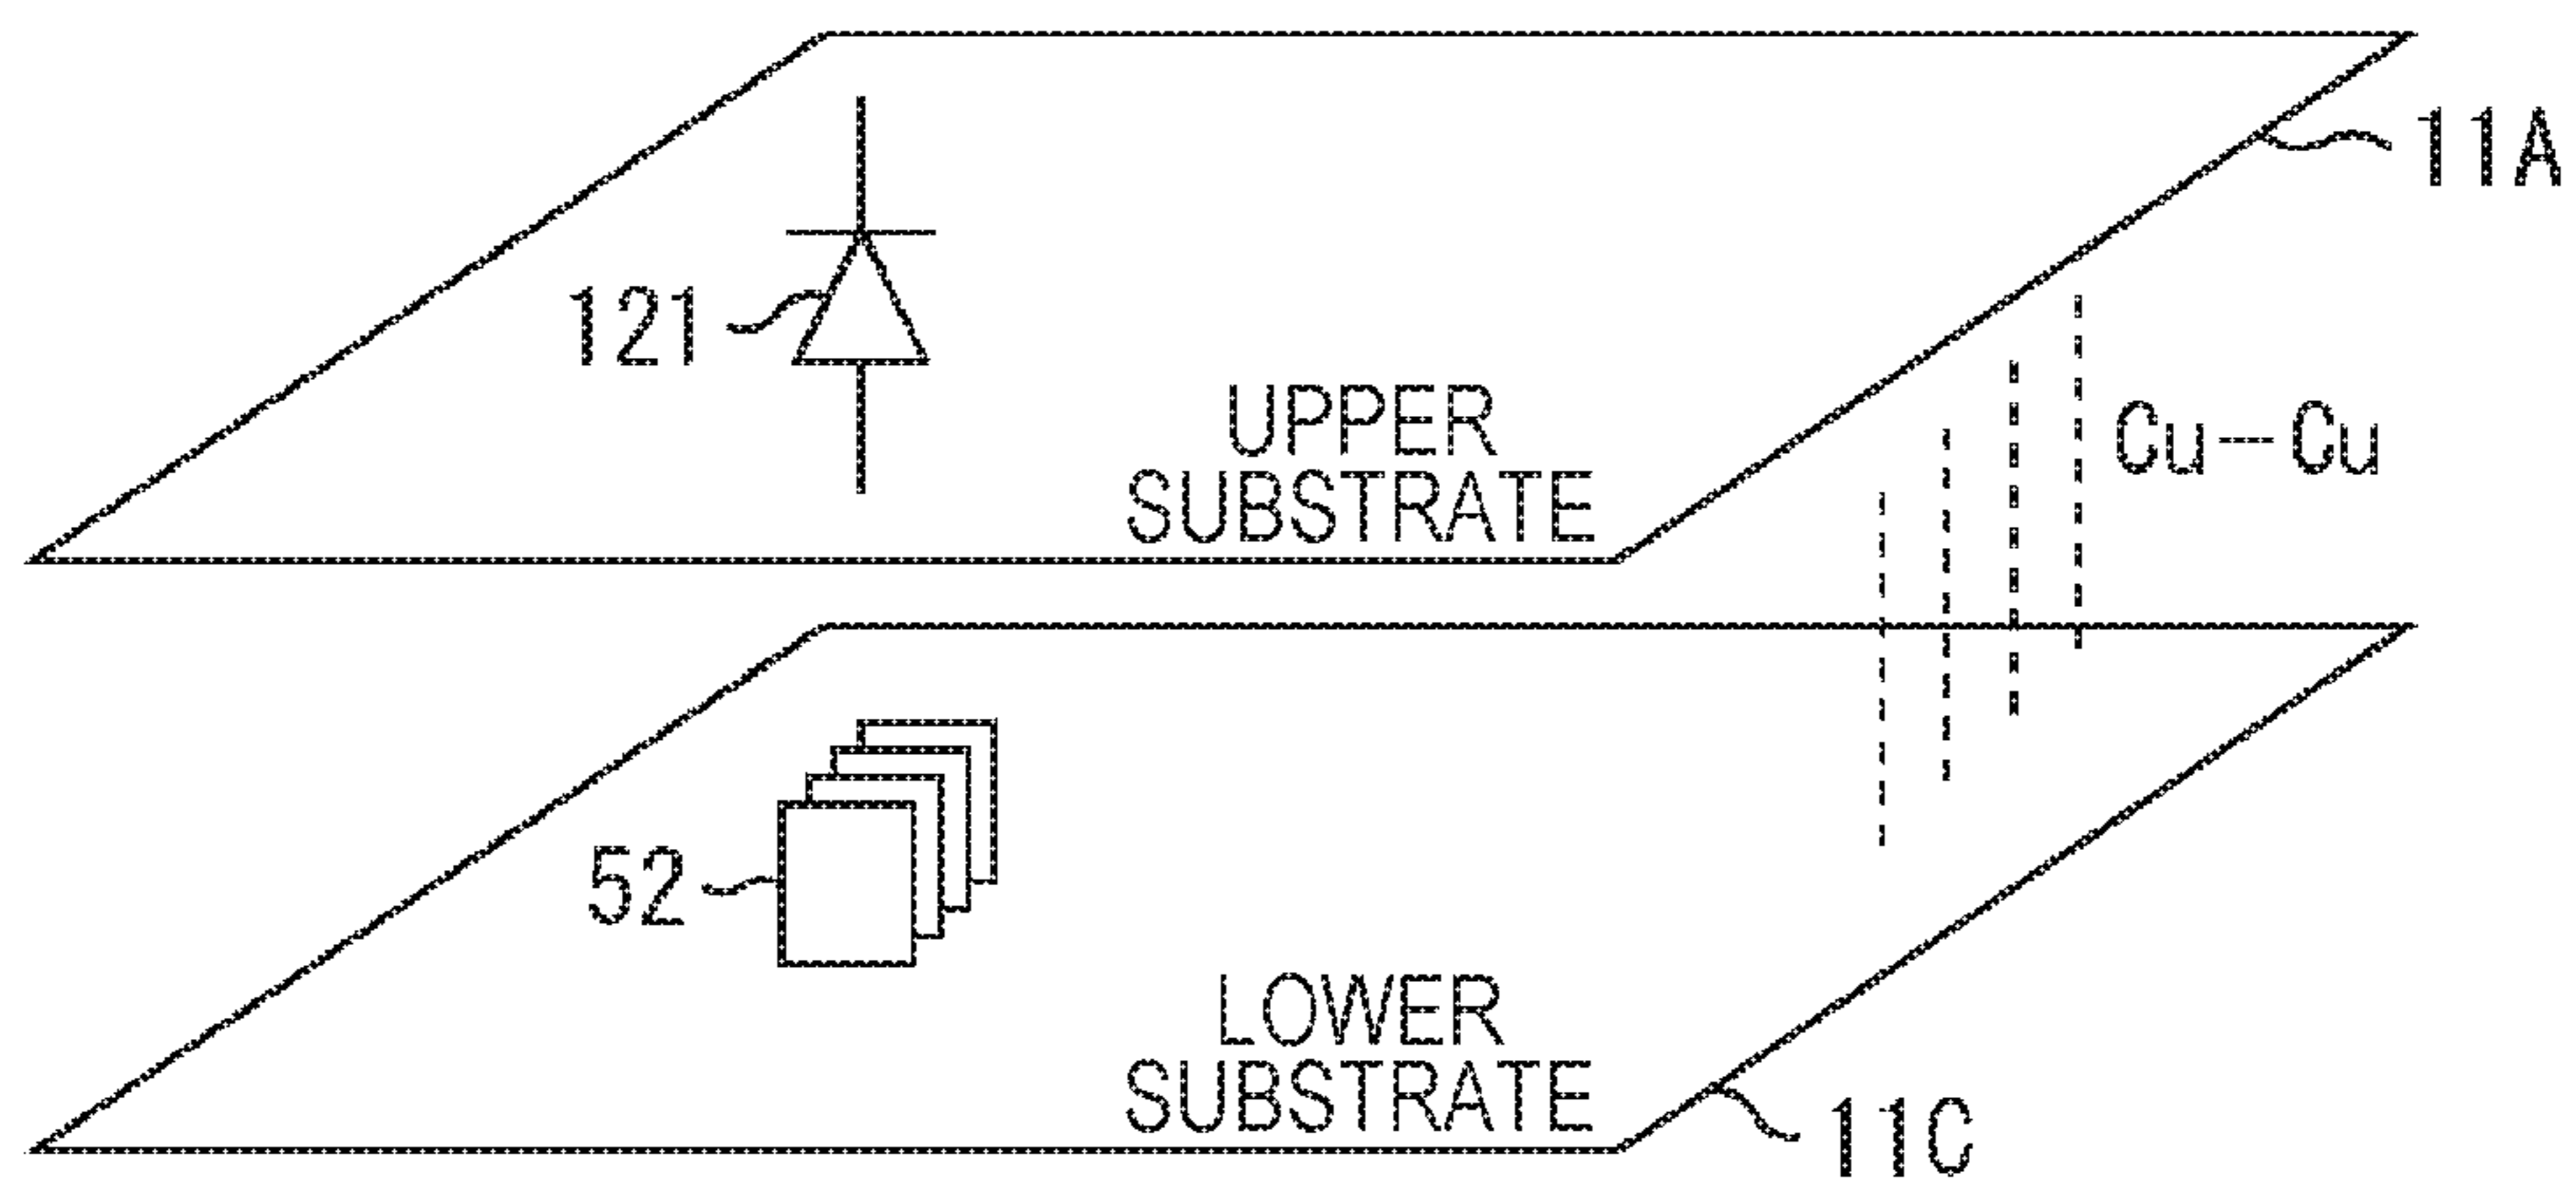 11A
121
Cu---Cu
UPPER
SUBSTRATE
52
LOWER
SUBSTRATE
11C